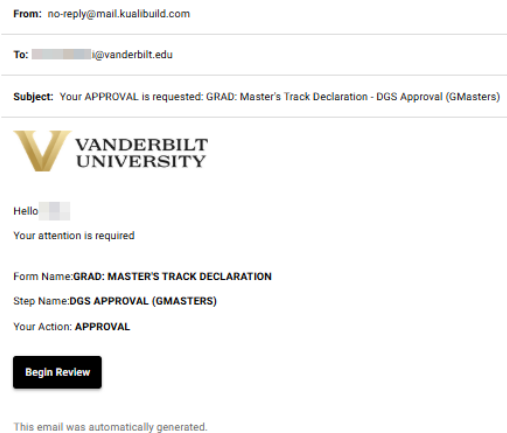 From: no-reply@mail.kualibuild.com
To: i@vanderbilt.edu
Subject: Your APPROVAL is requested: GRAD: Master's Track Declaration - DGS Approval (GMasters)
VANDERBILT
UNIVERSITY
Hello
Your attention is required
Form Name:GRAD: MASTER'S TRACK DECLARATION
Step Name:DGS APPROVAL (GMASTERS)
Your Action: APPROVAL
Begin Review
This email was automatically generated.